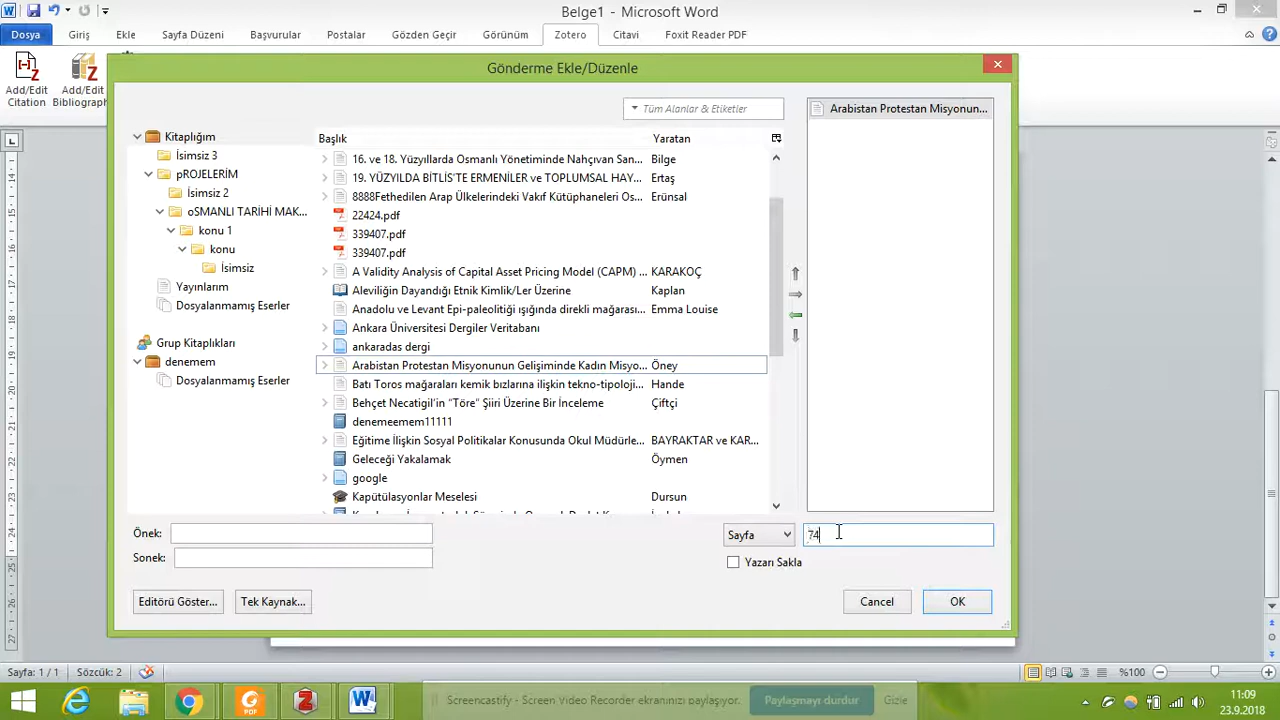 Belge1 - Microsoft Word
Dosya Giriş Ekle Sayfa Düzeni Başvurular Postalar Gözden Geçir Görünüm Zotero Citavi Foxit Reader PDF
Add/Edit Citation
Add/Edit Bibliograph
Gönderme Ekle/Düzenle
Tüm Alanlar & Etiketler
Arabistan Protestan Misyonun...
Kitaplığım
İsimsiz 3
pROJELERİM
İsimsiz 2
oSMANLI TARİHİ MAK...
konu 1
konu
İsimsiz
Yayınlarım
Dosyalanmamış Eserler
Grup Kitaplıkları
denemem
Dosyalanmamış Eserler
Başlık Yaratan
16. ve 18. Yüzyıllarda Osmanlı Yönetiminde Nahçıvan San... Bilge
19. YÜZYILDA BİTLİS'TE ERMENİLER ve TOPLUMSAL HAY... Ertaş
8888Fethedilen Arap Ülkelerindeki Vakıf Kütüphaneleri Os... Erünsal
22424.pdf
339407.pdf
339407.pdf
A Validity Analysis of Capital Asset Pricing Model (CAPM) ... KARAKOÇ
Aleviliğin Dayandığı Etnik Kimlik/Ler Üzerine Kaplan
Anadolu ve Levant Epi-paleolitiği ışığında direkli mağarası... Emma Louise
Ankara Üniversitesi Dergiler Veritabanı
ankaradas dergi
Arabistan Protestan Misyonunun Gelişiminde Kadın Misyo... Öney
Batı Toros mağaraları kemik bızlarına ilişkin tekno-tipoloji... Hande
Behçet Necatigil'in “Töre” Şiiri Üzerine Bir İnceleme Çiftçi
denemeemem11111
Eğitime İlişkin Sosyal Politikalar Konusunda Okul Müdürle... BAYRAKTAR ve KAR...
Geleceği Yakalamak Öymen
google
Kapütülasyonlar Meselesi Dursun
Önek:
Sonek:
Sayfa 74
Yazarı Sakla
Editörü Göster... Tek Kaynak... Cancel OK
Sayfa: 1 / 1 Sözcük: 2 %100
Screencastify - Screen Video Recorder ekranınızı paylaşıyor. Paylaşmayı durdur Gizle
11:09
23.9.2018